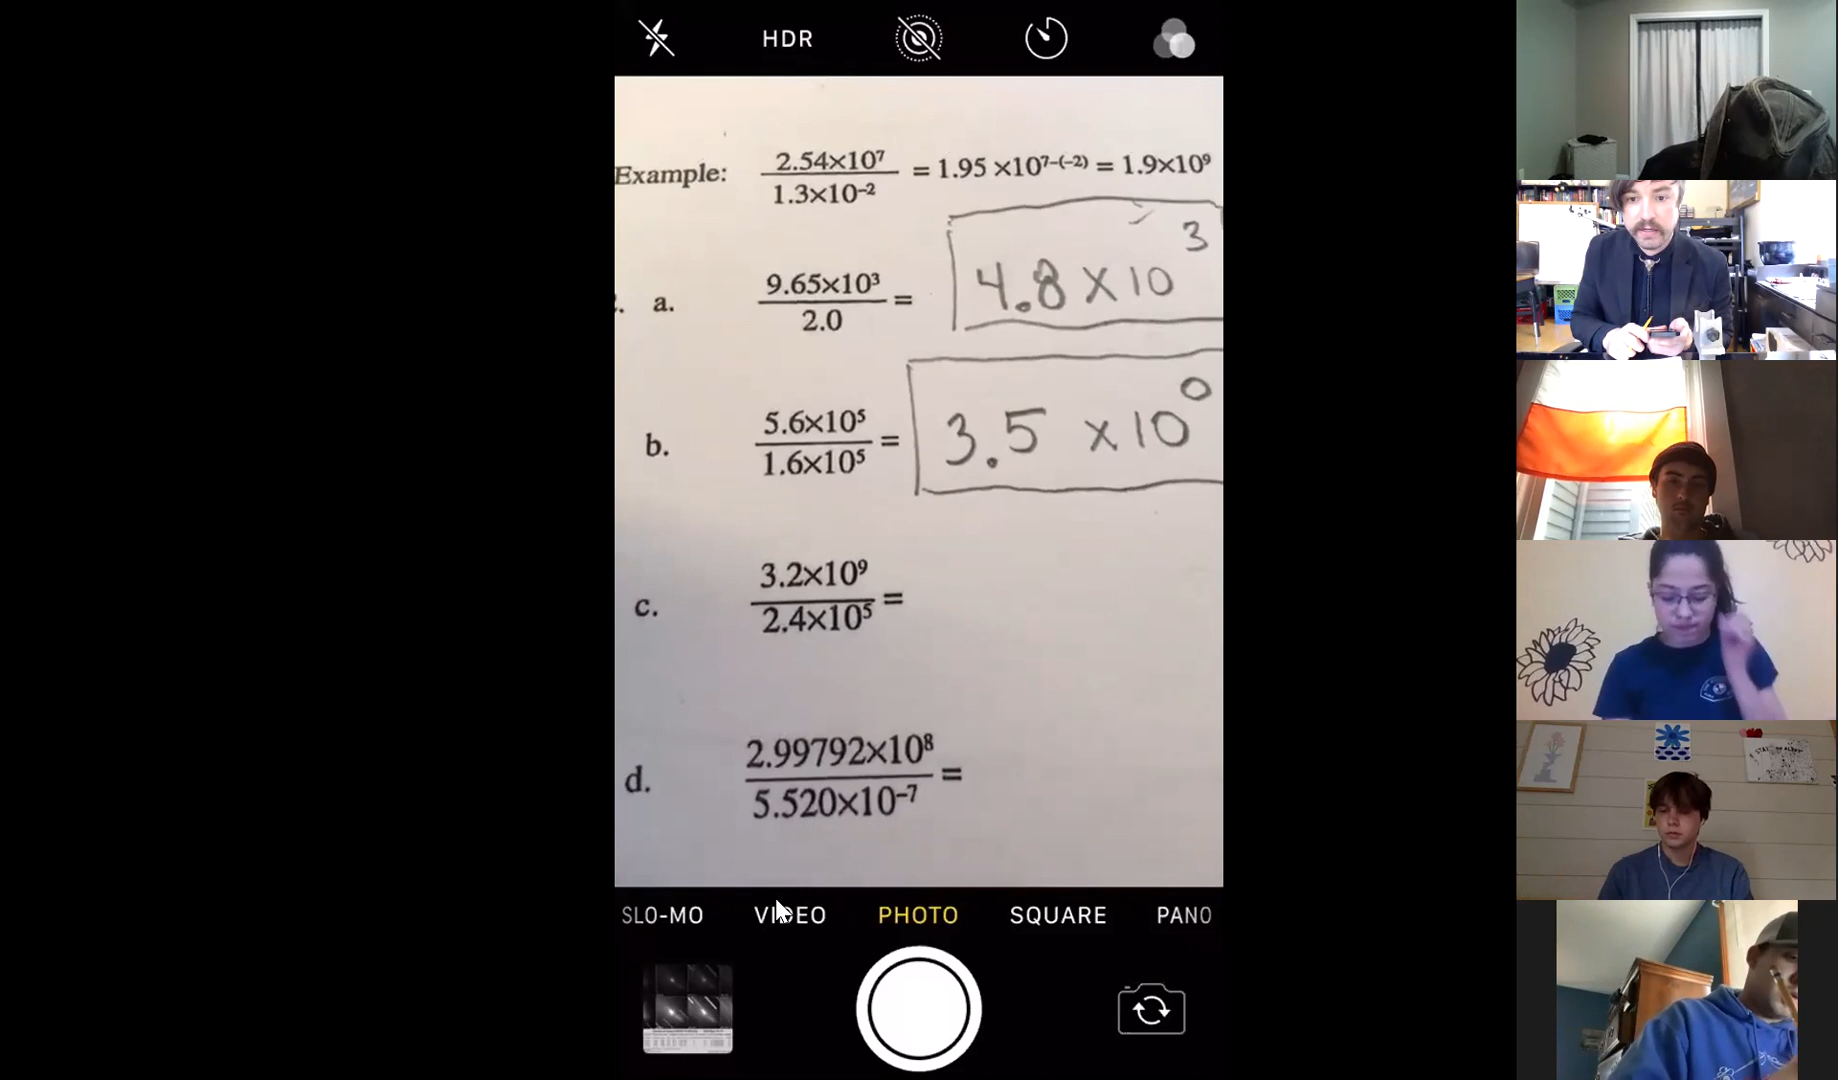 HDR
Example: 2.54×10⁷ / 1.3×10⁻² = 1.95 ×10⁷⁻⁽⁻²⁾ = 1.9×10⁹
a. 9.65×10³ / 2.0 = 4.8 × 10³
b. 5.6×10⁵ / 1.6×10⁵ = 3.5 × 10⁰
c. 3.2×10⁹ / 2.4×10⁵ =
d. 2.99792×10⁸ / 5.520×10⁻⁷ =
SLO-MO VIDEO PHOTO SQUARE PANO